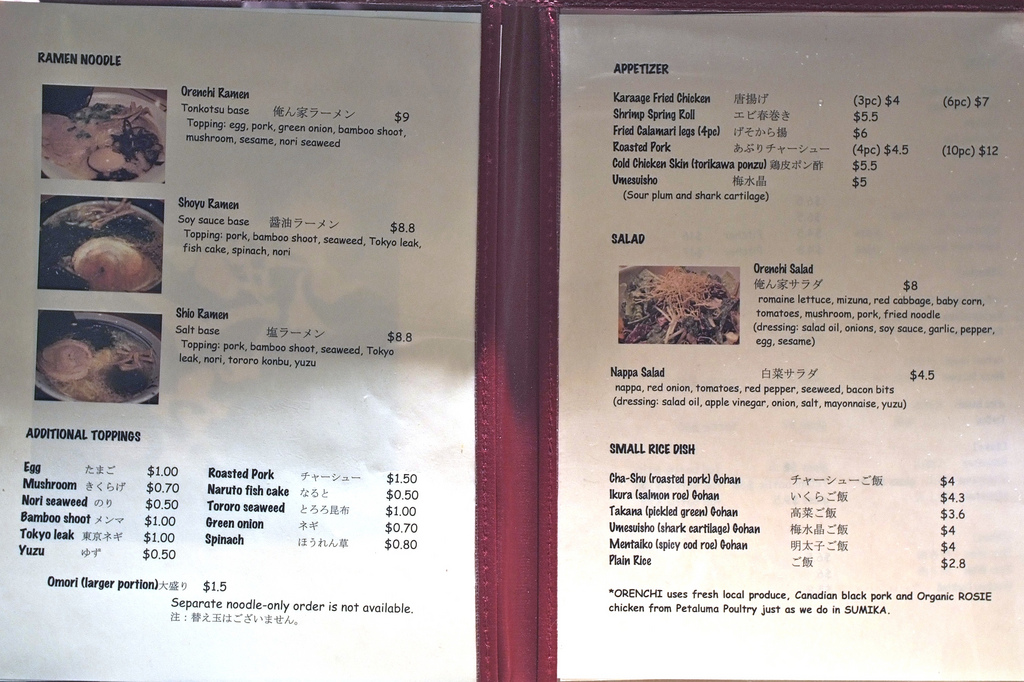 RAMEN NOODLE
Orenchi Ramen
Tonkotsu base 俺ん家ラーメン $9
Topping: egg, pork, green onion, bamboo shoot,
mushroom, sesame, nori seaweed
Shoyu Ramen
Soy sauce base 醤油ラーメン $8.8
Topping: pork, bamboo shoot, seaweed, Tokyo leak,
fish cake, spinach, nori
Shio Ramen
Salt base 塩ラーメン $8.8
Topping: pork, bamboo shoot, seaweed, Tokyo
leak, nori, tororo konbu, yuzu
ADDITIONAL TOPPINGS
Egg たまご $1.00
Mushroom きくらげ $0.70
Nori seaweed のり $0.50
Bamboo shoot メンマ $1.00
Tokyo leak 東京ネギ $1.00
Yuzu ゆず $0.50
Roasted Pork チャーシュー $1.50
Naruto fish cake なると $0.50
Tororo seaweed とろろ昆布 $1.00
Green onion ネギ $0.70
Spinach ほうれん草 $0.80
Omori (larger portion)大盛り $1.5
Separate noodle-only order is not available.
注：替え玉はございません。
APPETIZER
Karaage Fried Chicken 唐揚げ (3pc) $4 (6pc) $7
Shrimp Spring Roll エビ春巻き $5.5
Fried Calamari legs (4pc) げそから揚 $6
Roasted Pork あぶりチャーシュー (4pc) $4.5 (10pc) $12
Cold Chicken Skin (torikawa ponzu) 鶏皮ポン酢 $5.5
Umesuisho 梅水晶 $5
(Sour plum and shark cartilage)
SALAD
Orenchi Salad
俺ん家サラダ $8
romaine lettuce, mizuna, red cabbage, baby corn,
tomatoes, mushroom, pork, fried noodle
(dressing: salad oil, onions, soy sauce, garlic, pepper,
egg, sesame)
Nappa Salad 白菜サラダ $4.5
nappa, red onion, tomatoes, red pepper, seeweed, bacon bits
(dressing: salad oil, apple vinegar, onion, salt, mayonnaise, yuzu)
SMALL RICE DISH
Cha-Shu (roasted pork) Gohan チャーシューご飯 $4
Ikura (salmon roe) Gohan いくらご飯 $4.3
Takana (pickled green) Gohan 高菜ご飯 $3.6
Umesuisho (shark cartilage) Gohan 梅水晶ご飯 $4
Mentaiko (spicy cod roe) Gohan 明太子ご飯 $4
Plain Rice ご飯 $2.8
*ORENCHI uses fresh local produce, Canadian black pork and Organic ROSIE
chicken from Petaluma Poultry just as we do in SUMIKA.